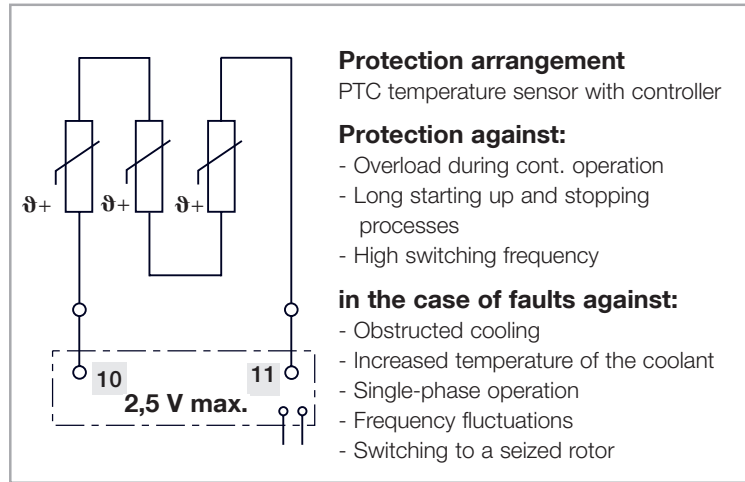 Protection arrangement
PTC temperature sensor with controller
Protection against:
- Overload during cont. operation
- Long starting up and stopping
processes
- High switching frequency
in the case of faults against:
- Obstructed cooling
- Increased temperature of the coolant
- Single-phase operation
- Frequency fluctuations
- Switching to a seized rotor
ϑ+ ϑ+ ϑ+
10 11
2,5 V max.